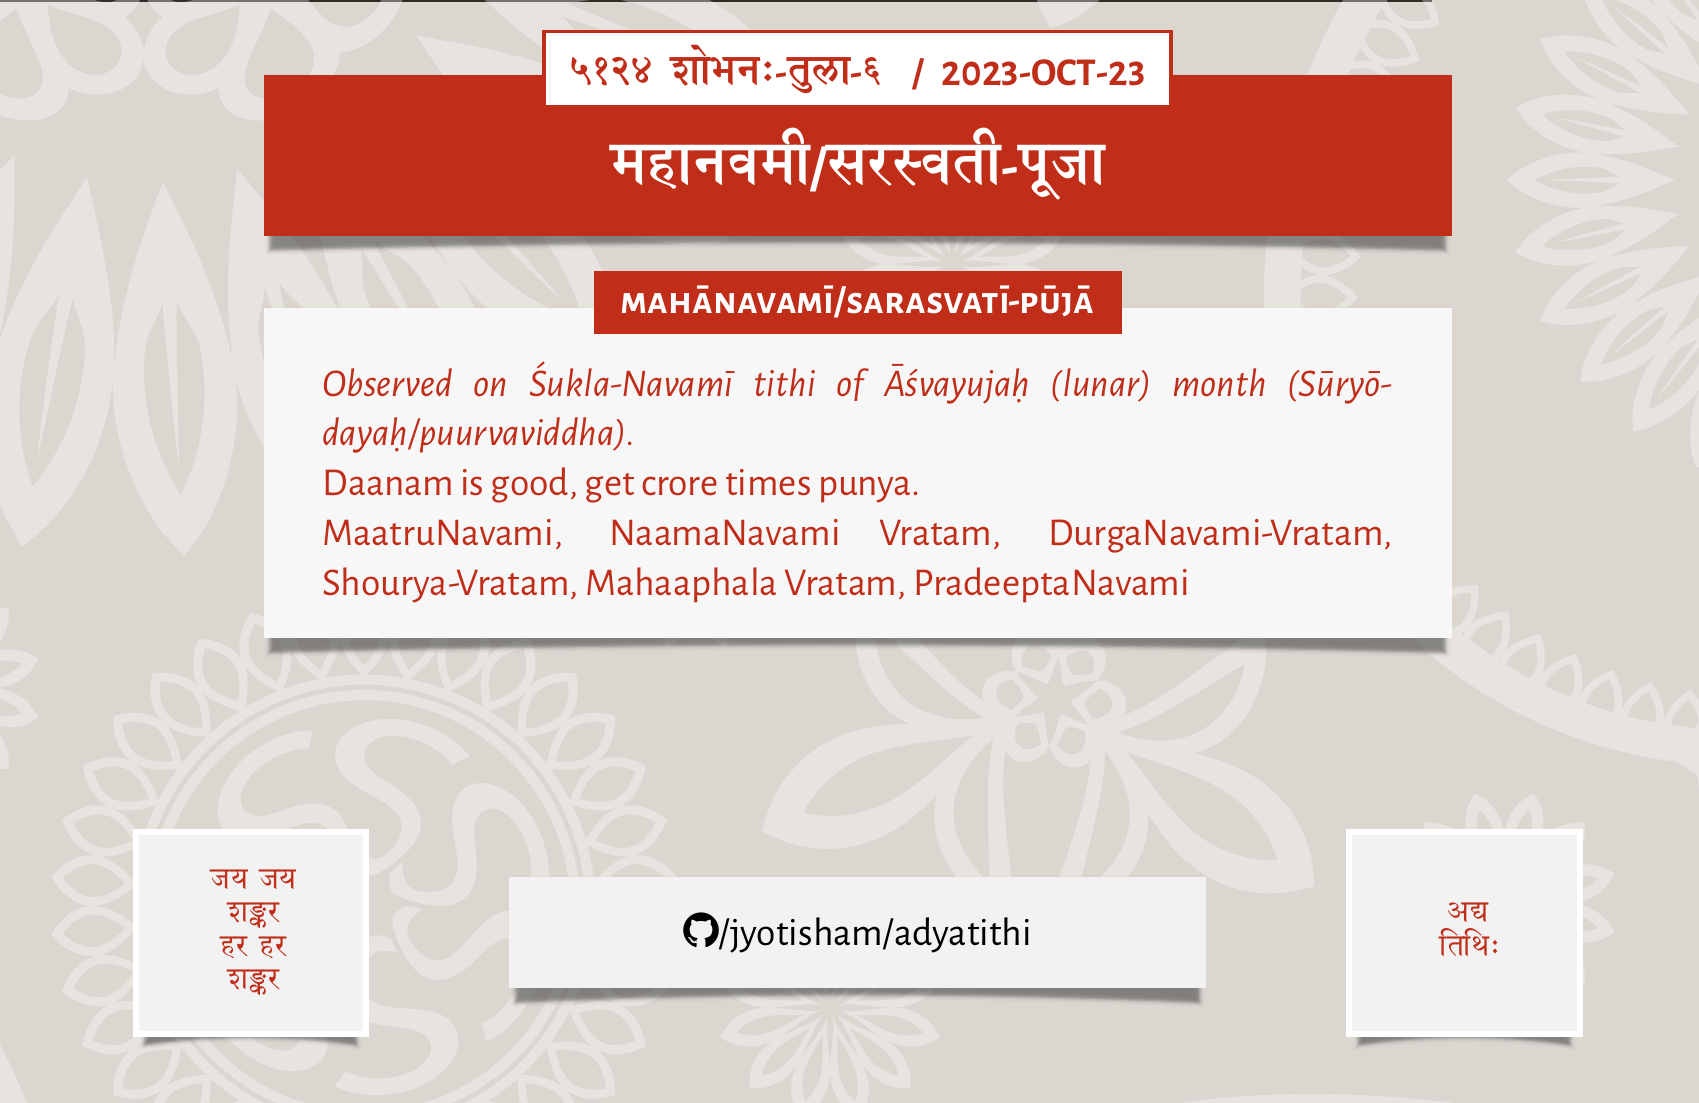 ५१२४ शोभनः-तुला-६ / 2023-OCT-23
महानवमी/सरस्वती-पूजा
MAHĀNAVAMĪ/SARASVATĪ-PŪJĀ
Observed on Śukla-Navamī tithi of Āśvayujaḥ (lunar) month (Sūryō-
dayaḥ/puurvaviddha).
Daanam is good, get crore times punya.
MaatruNavami, NaamaNavami Vratam, DurgaNavami-Vratam,
Shourya-Vratam, Mahaaphala Vratam, PradeeptaNavami
जय जय
शङ्कर
हर हर
शङ्कर
/jyotisham/adyatithi
अद्य
तिथिः